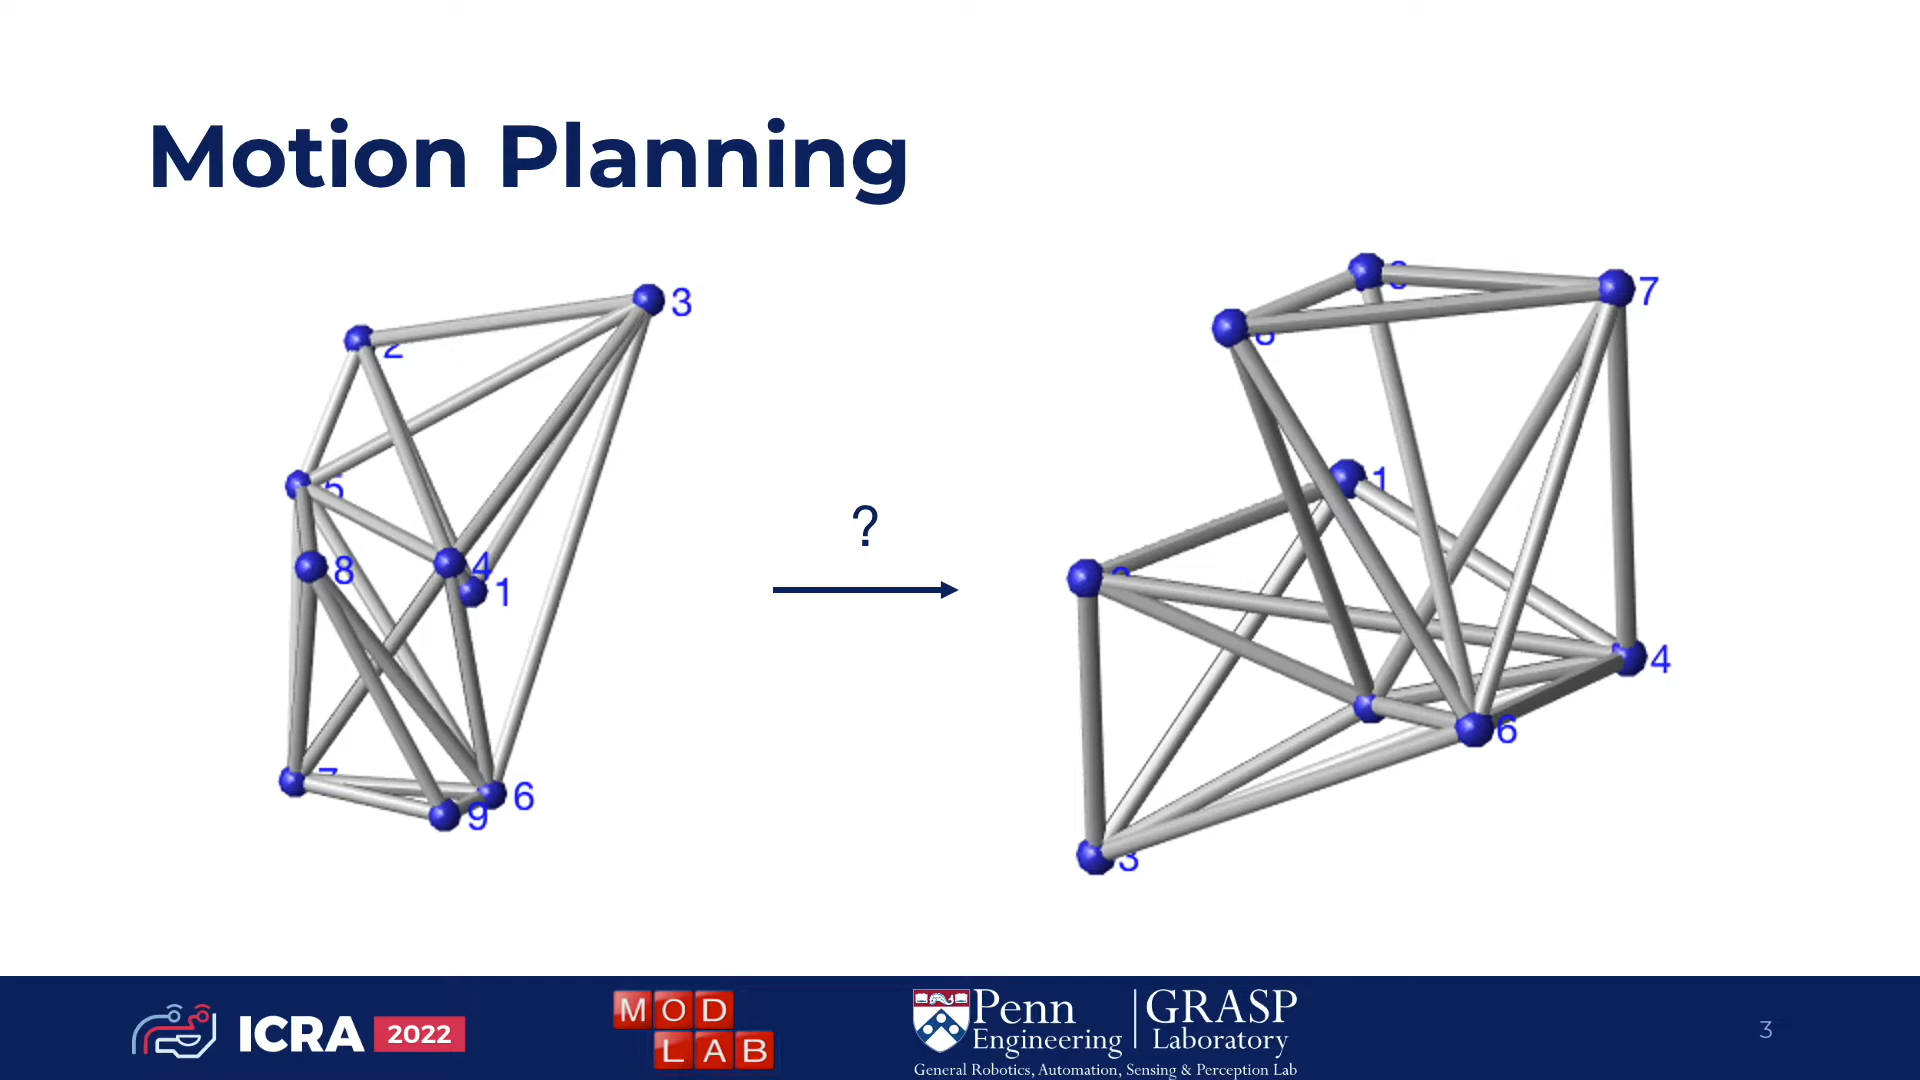 Motion Planning
3
2
5
4
8
1
7
6
9
?
7
8
1
4
6
3
ICRA 2022
MOD
LAB
Penn
Engineering
GRASP
Laboratory
General Robotics, Automation, Sensing & Perception Lab
3